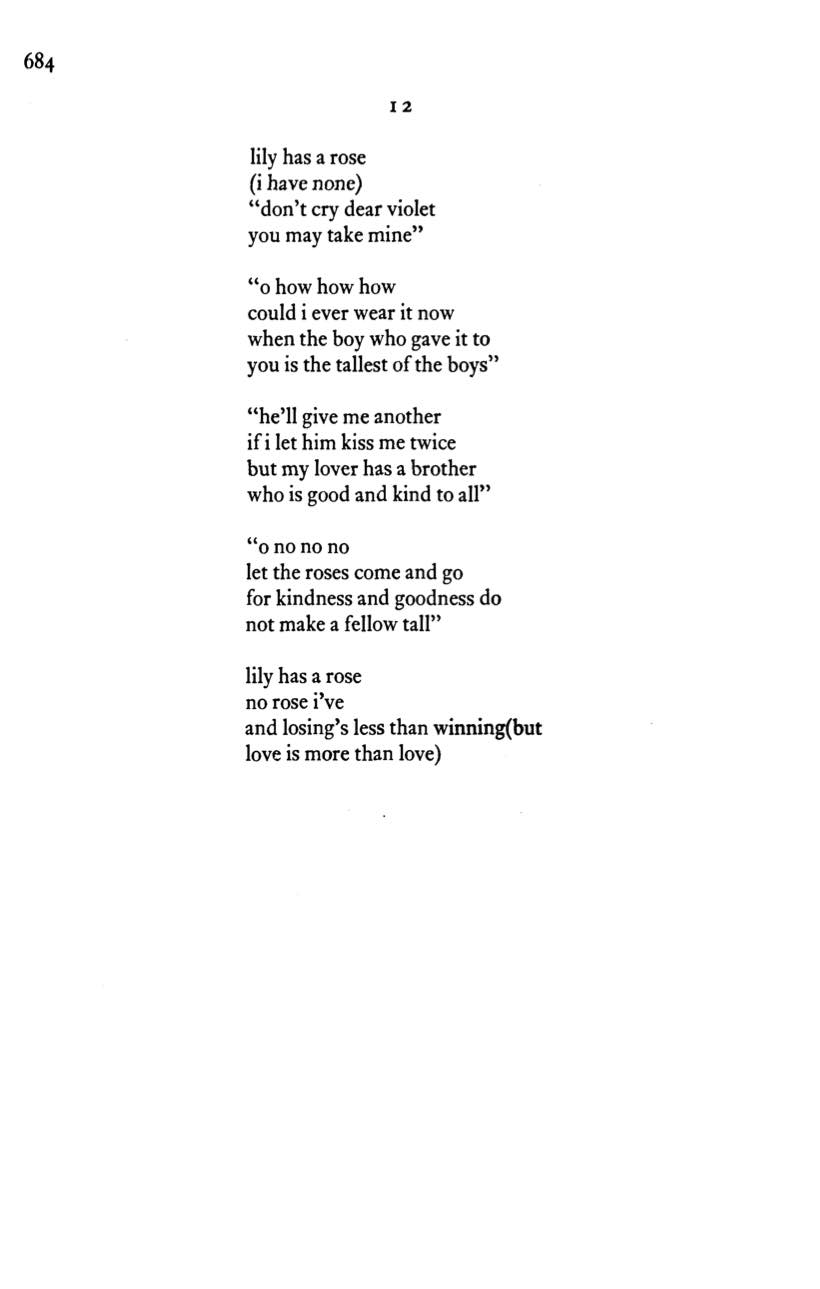 684
12
lily has a rose
(i have none)
“don’t cry dear violet
you may take mine”
“o how how how
could i ever wear it now
when the boy who gave it to
you is the tallest of the boys”
“he’ll give me another
if i let him kiss me twice
but my lover has a brother
who is good and kind to all”
“o no no no
let the roses come and go
for kindness and goodness do
not make a fellow tall”
lily has a rose
no rose i’ve
and losing’s less than winning(but
love is more than love)